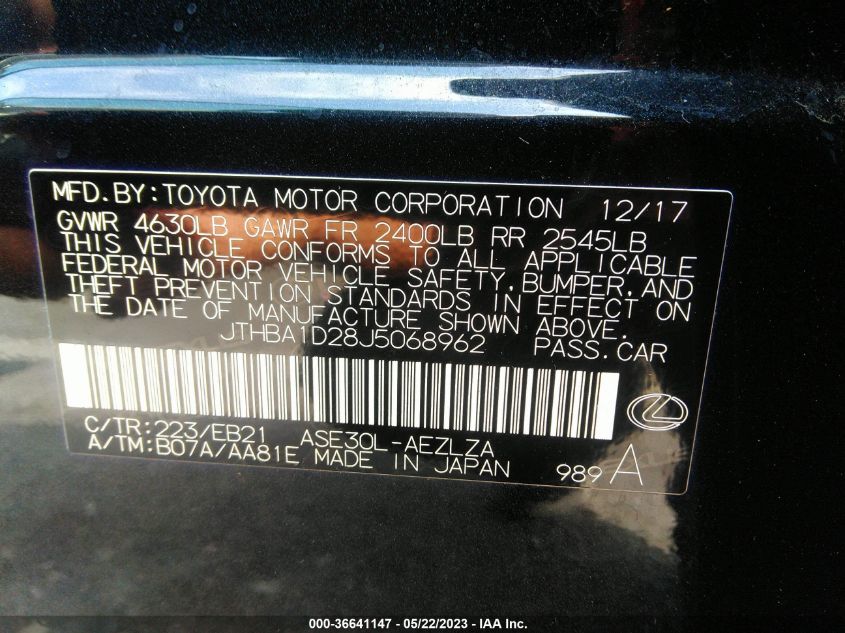 MFD.BY:TOYOTA MOTOR CORPORATION 12/17
GVWR 4630LB GAWR FR 2400LB RR 2545LB
THIS VEHICLE CONFORMS TO ALL APPLICABLE
FEDERAL MOTOR VEHICLE SAFETY,BUMPER,AND
THEFT PREVENTION STANDARDS IN EFFECT ON
THE DATE OF MANUFACTURE SHOWN ABOVE.
JTHBA1D28J5068962 PASS.CAR
C/TR:223/EB21 ASE30L-AEZLZA
A/TM:B07A/AA81E MADE IN JAPAN 989 A
000-36641147 — 05/22/2023 — IAA Inc.